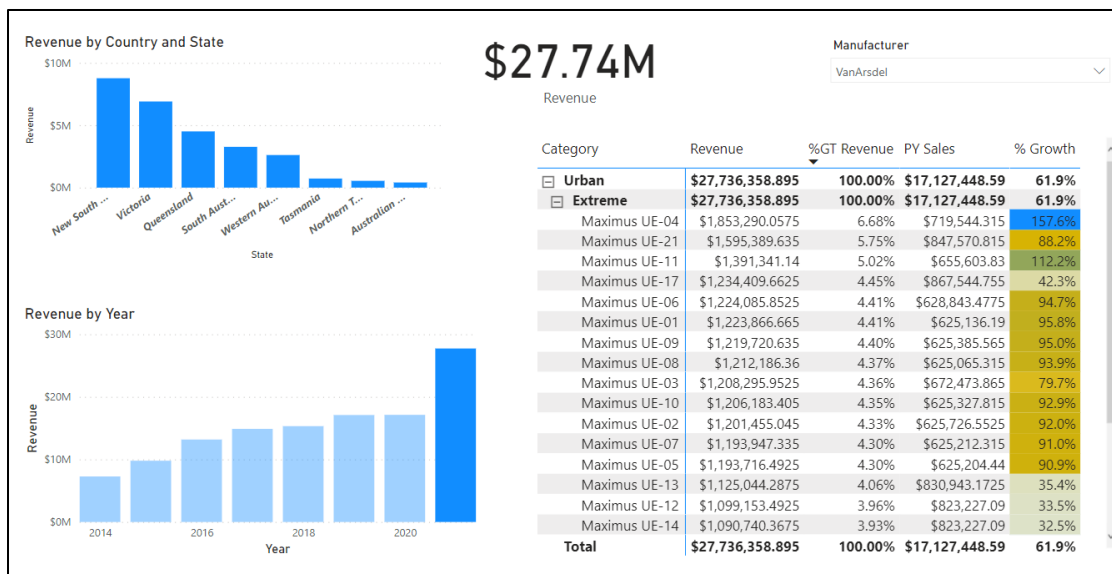 Revenue by Country and State
$10M
$5M
$0M
Revenue
New South ...
Victoria
Queensland
South Aust...
Western Au...
Tasmania
Northern T...
Australian ...
State
Revenue by Year
$30M
$20M
$10M
$0M
Revenue
2014 2016 2018 2020
Year
$27.74M
Revenue
Manufacturer
VanArsdel
Category Revenue %GT Revenue PY Sales % Growth
Urban $27,736,358.895 100.00% $17,127,448.59 61.9%
Extreme $27,736,358.895 100.00% $17,127,448.59 61.9%
Maximus UE-04 $1,853,290.0575 6.68% $719,544.315 157.6%
Maximus UE-21 $1,595,389.635 5.75% $847,570.815 88.2%
Maximus UE-11 $1,391,341.14 5.02% $655,603.83 112.2%
Maximus UE-17 $1,234,409.6625 4.45% $867,544.755 42.3%
Maximus UE-06 $1,224,085.8525 4.41% $628,843.4775 94.7%
Maximus UE-01 $1,223,866.665 4.41% $625,136.19 95.8%
Maximus UE-09 $1,219,720.635 4.40% $625,385.565 95.0%
Maximus UE-08 $1,212,186.36 4.37% $625,065.315 93.9%
Maximus UE-03 $1,208,295.9525 4.36% $672,473.865 79.7%
Maximus UE-10 $1,206,183.405 4.35% $625,327.815 92.9%
Maximus UE-02 $1,201,455.045 4.33% $625,726.5525 92.0%
Maximus UE-07 $1,193,947.335 4.30% $625,212.315 91.0%
Maximus UE-05 $1,193,716.4925 4.30% $625,204.44 90.9%
Maximus UE-13 $1,125,044.2875 4.06% $830,943.1725 35.4%
Maximus UE-12 $1,099,153.4925 3.96% $823,227.09 33.5%
Maximus UE-14 $1,090,740.3675 3.93% $823,227.09 32.5%
Total $27,736,358.895 100.00% $17,127,448.59 61.9%